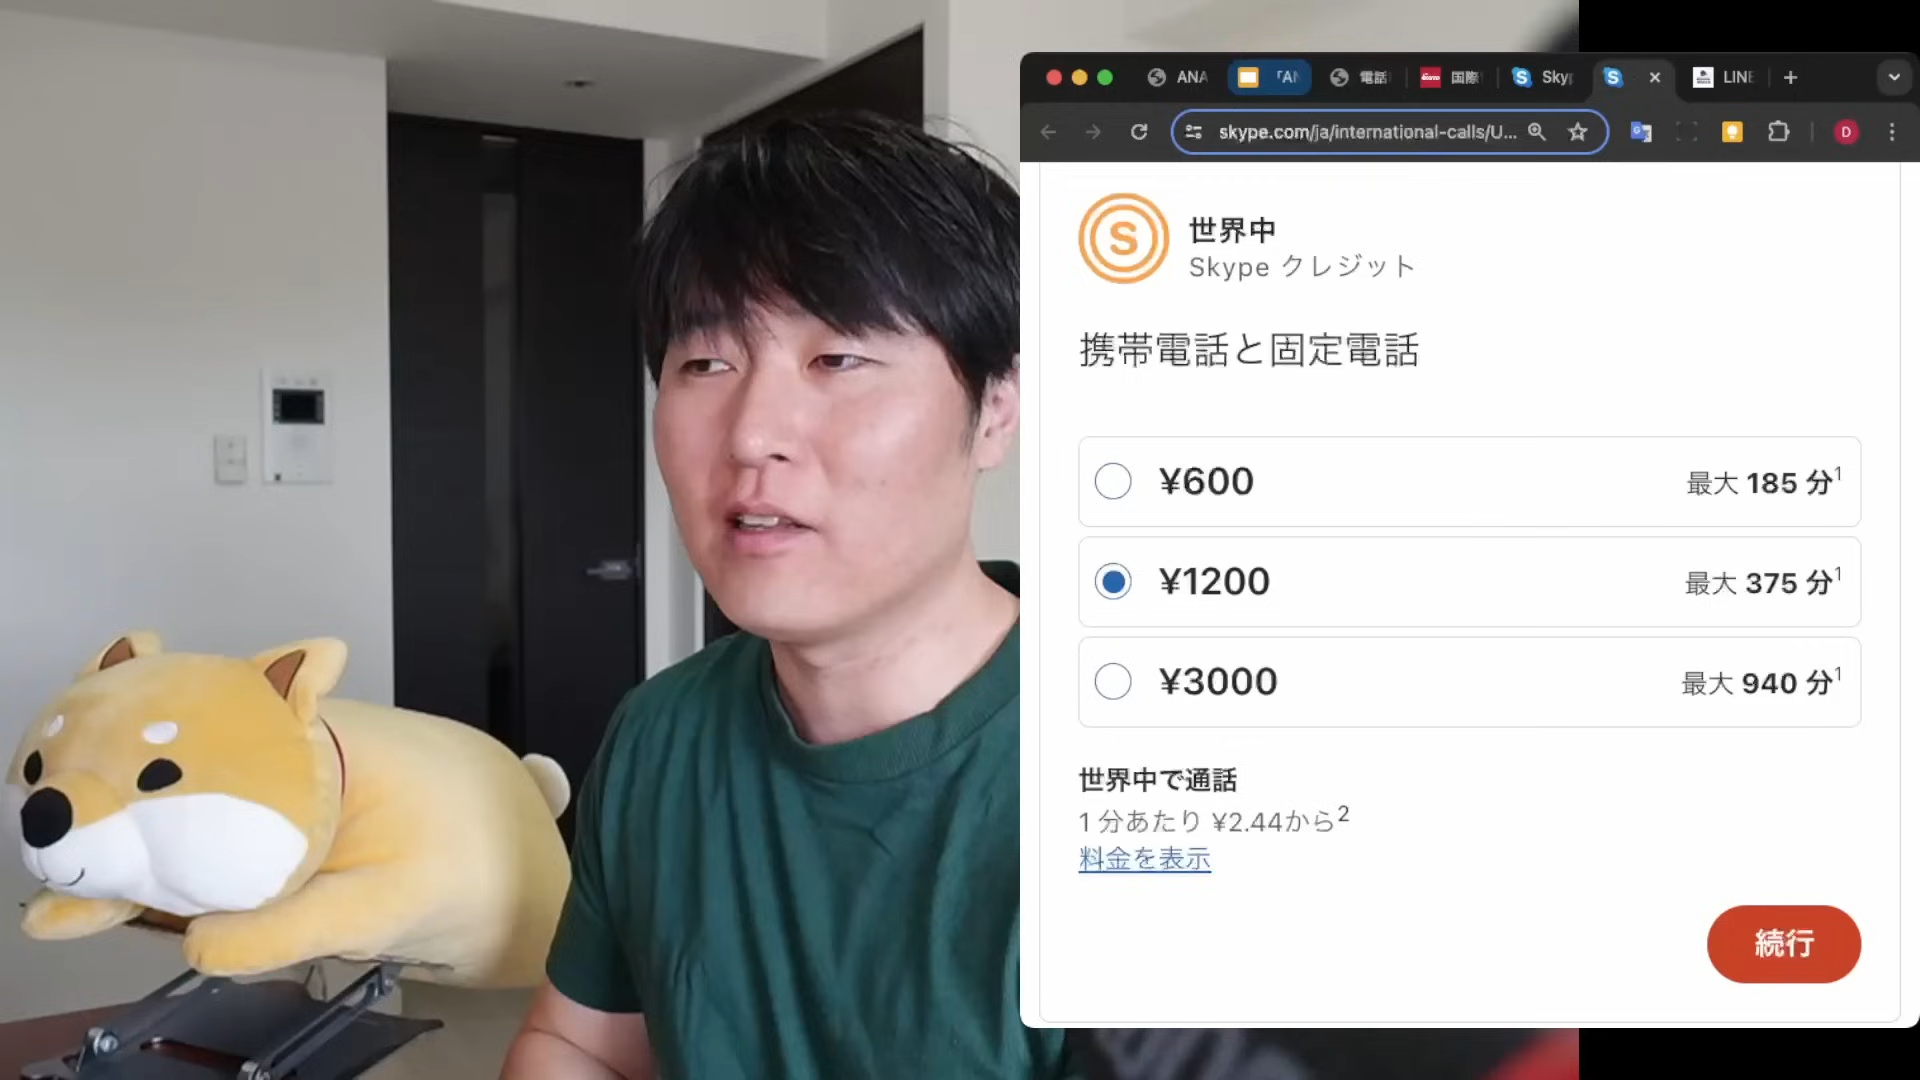 ANA
「AN
電話
国際
Sky
LINE
skype.com/ja/international-calls/U...
D
S
世界中
Skype クレジット
携帯電話と固定電話
¥600 最大 185 分1
¥1200 最大 375 分1
¥3000 最大 940 分1
世界中で通話
1 分あたり ¥2.44から2
料金を表示
続行